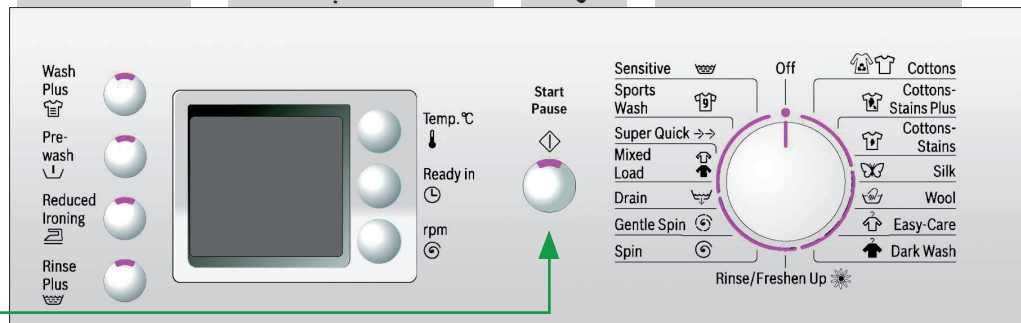 Wash
Plus
Pre-
wash
Reduced
Ironing
Rinse
Plus
Temp. °C
Ready in
rpm
Start
Pause
Sensitive
Sports
Wash
9
Super Quick
Mixed
Load
Drain
Gentle Spin
Spin
Off
Cottons
Cottons-
Stains Plus
Cottons-
Stains
Silk
Wool
Easy-Care
Dark Wash
Rinse/Freshen Up